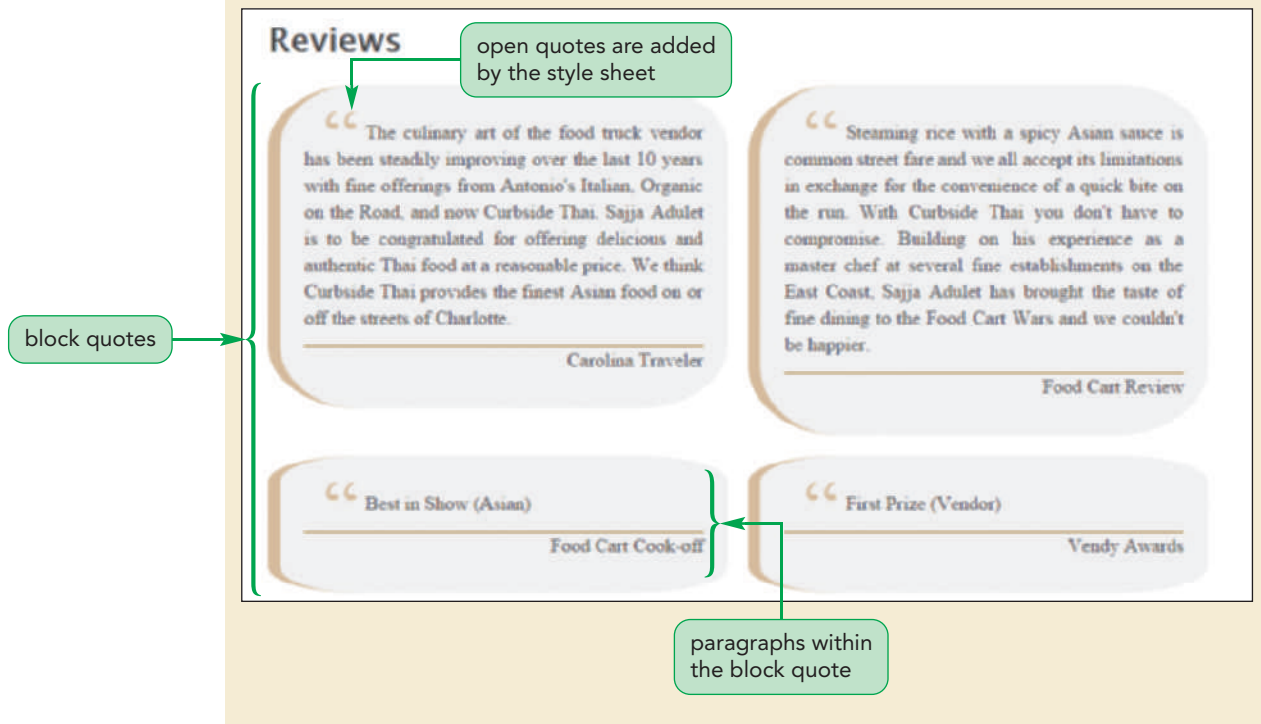 Reviews
open quotes are added
by the style sheet
“ The culinary art of the food truck vendor
has been steadily improving over the last 10 years
with fine offerings from Antonio's Italian, Organic
on the Road, and now Curbside Thai. Sajja Adulet
is to be congratulated for offering delicious and
authentic Thai food at a reasonable price. We think
Curbside Thai provides the finest Asian food on or
off the streets of Charlotte.
Carolina Traveler
“ Steaming rice with a spicy Asian sauce is
common street fare and we all accept its limitations
in exchange for the convenience of a quick bite on
the run. With Curbside Thai you don't have to
compromise. Building on his experience as a
master chef at several fine establishments on the
East Coast, Sajja Adulet has brought the taste of
fine dining to the Food Cart Wars and we couldn't
be happier.
Food Cart Review
block quotes
“ Best in Show (Asian)
Food Cart Cook-off
“ First Prize (Vendor)
Vendy Awards
paragraphs within
the block quote